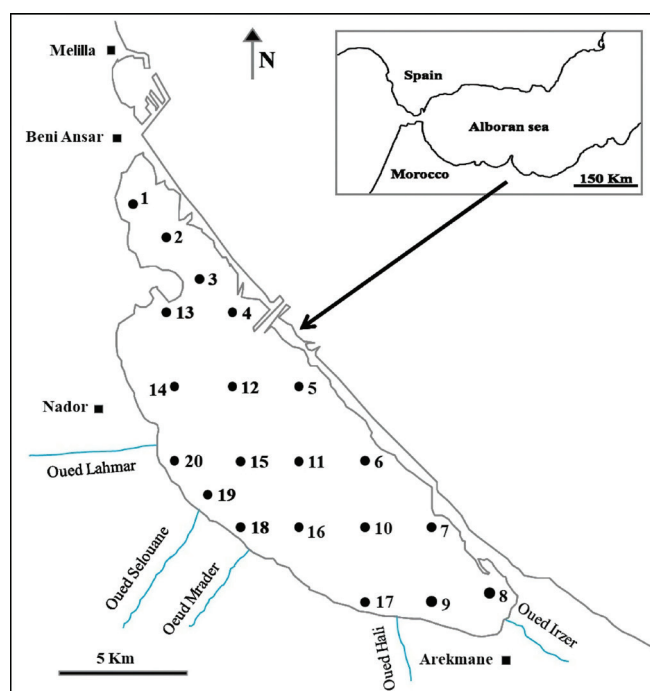 Melilla
N
Spain
Alboran sea
Morocco
150 Km
Beni Ansar
1
2
3
13
4
14
12
5
Nador
Oued Lahmar
20
15
11
6
19
18
16
10
7
Oued Selouane
Oeud Mrader
17
9
8
Oued Hali
Oued Irzer
Arekmane
5 Km